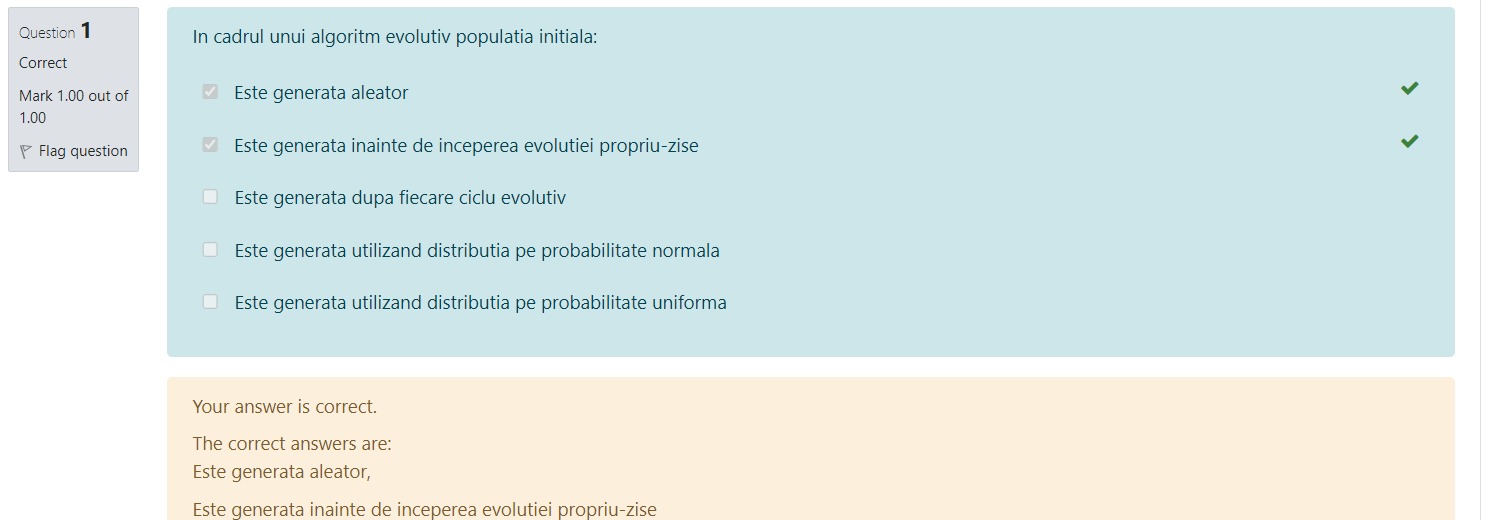 Question 1
Correct
Mark 1.00 out of
1.00
Flag question
In cadrul unui algoritm evolutiv populatia initiala:
Este generata aleator
Este generata inainte de inceperea evolutiei propriu-zise
Este generata dupa fiecare ciclu evolutiv
Este generata utilizand distributia pe probabilitate normala
Este generata utilizand distributia pe probabilitate uniforma
Your answer is correct.
The correct answers are:
Este generata aleator,
Este generata inainte de inceperea evolutiei propriu-zise